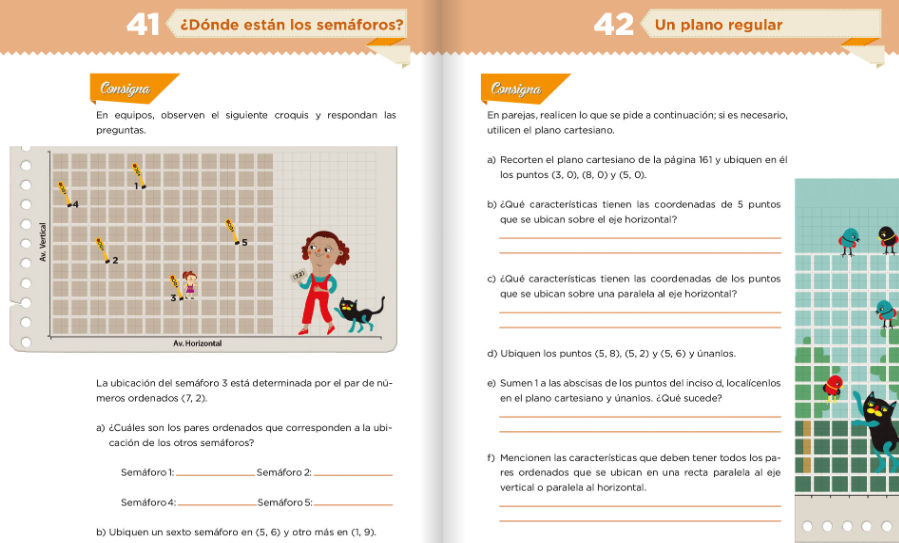 41 ¿Dónde están los semáforos?
Consigna
En equipos, observen el siguiente croquis y respondan las
preguntas.
1
4
5
2
3
(7,2)
Av. Vertical
Av. Horizontal
La ubicación del semáforo 3 está determinada por el par de nú-
meros ordenados (7, 2).
a) ¿Cuáles son los pares ordenados que corresponden a la ubi-
cación de los otros semáforos?
Semáforo 1: Semáforo 2:
Semáforo 4: Semáforo 5:
b) Ubiquen un sexto semáforo en (5, 6) y otro más en (1, 9).
42 Un plano regular
Consigna
En parejas, realicen lo que se pide a continuación; si es necesario,
utilicen el plano cartesiano.
a) Recorten el plano cartesiano de la página 161 y ubiquen en él
los puntos (3, 0), (8, 0) y (5, 0).
b) ¿Qué características tienen las coordenadas de 5 puntos
que se ubican sobre el eje horizontal?
c) ¿Qué características tienen las coordenadas de los puntos
que se ubican sobre una paralela al eje horizontal?
d) Ubiquen los puntos (5, 8), (5, 2) y (5, 6) y únanlos.
e) Sumen 1 a las abscisas de los puntos del inciso d, localícenlos
en el plano cartesiano y únanlos. ¿Qué sucede?
f) Mencionen las características que deben tener todos los pa-
res ordenados que se ubican en una recta paralela al eje
vertical o paralela al horizontal.